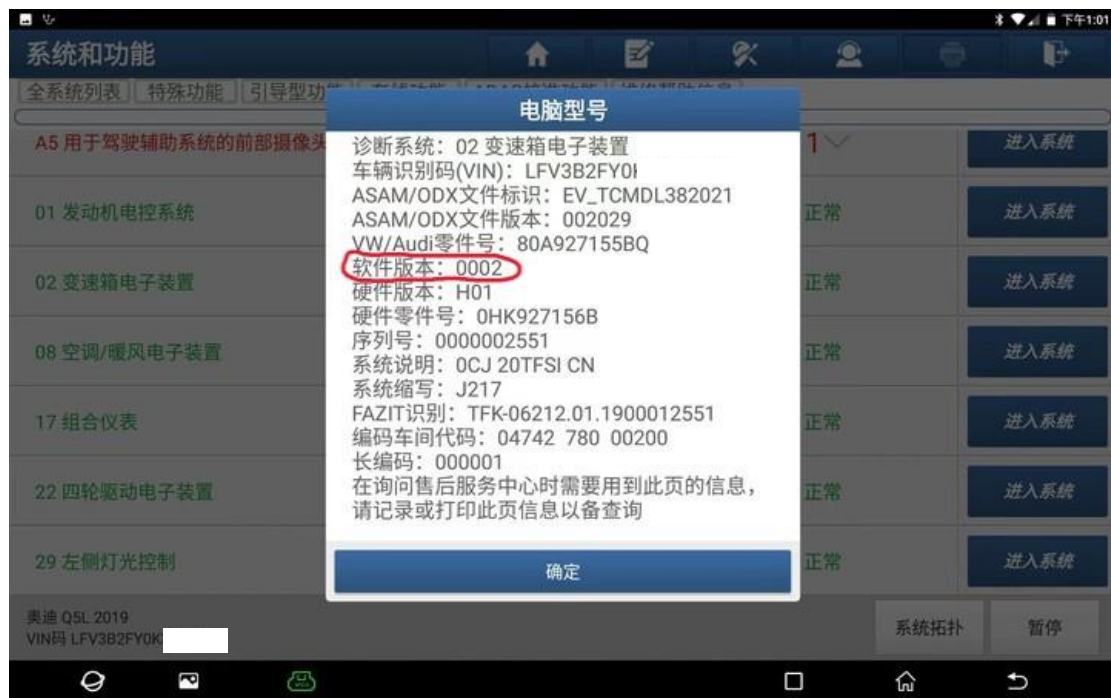 下午1:01
系统和功能
全系统列表 特殊功能 引导型功
电脑型号
A5 用于驾驶辅助系统的前部摄像头
1
进入系统
01 发动机电控系统
正常
进入系统
02 变速箱电子装置
正常
进入系统
08 空调/暖风电子装置
正常
进入系统
17 组合仪表
正常
进入系统
22 四轮驱动电子装置
正常
进入系统
29 左侧灯光控制
正常
进入系统
诊断系统：02 变速箱电子装置
车辆识别码(VIN)：LFV3B2FY0
ASAM/ODX文件标识：EV_TCMDL382021
ASAM/ODX文件版本：002029
VW/Audi零件号：80A927155BQ
软件版本：0002
硬件版本：H01
硬件零件号：0HK927156B
序列号：0000002551
系统说明：0CJ 20TFSI CN
系统缩写：J217
FAZIT识别：TFK-06212.01.1900012551
编码车间代码：04742 780 00200
长编码：000001
在询问售后服务中心时需要用到此页的信息，
请记录或打印此页信息以备查询
确定
奥迪 Q5L 2019
VIN码 LFV3B2FY0K
系统拓扑
暂停